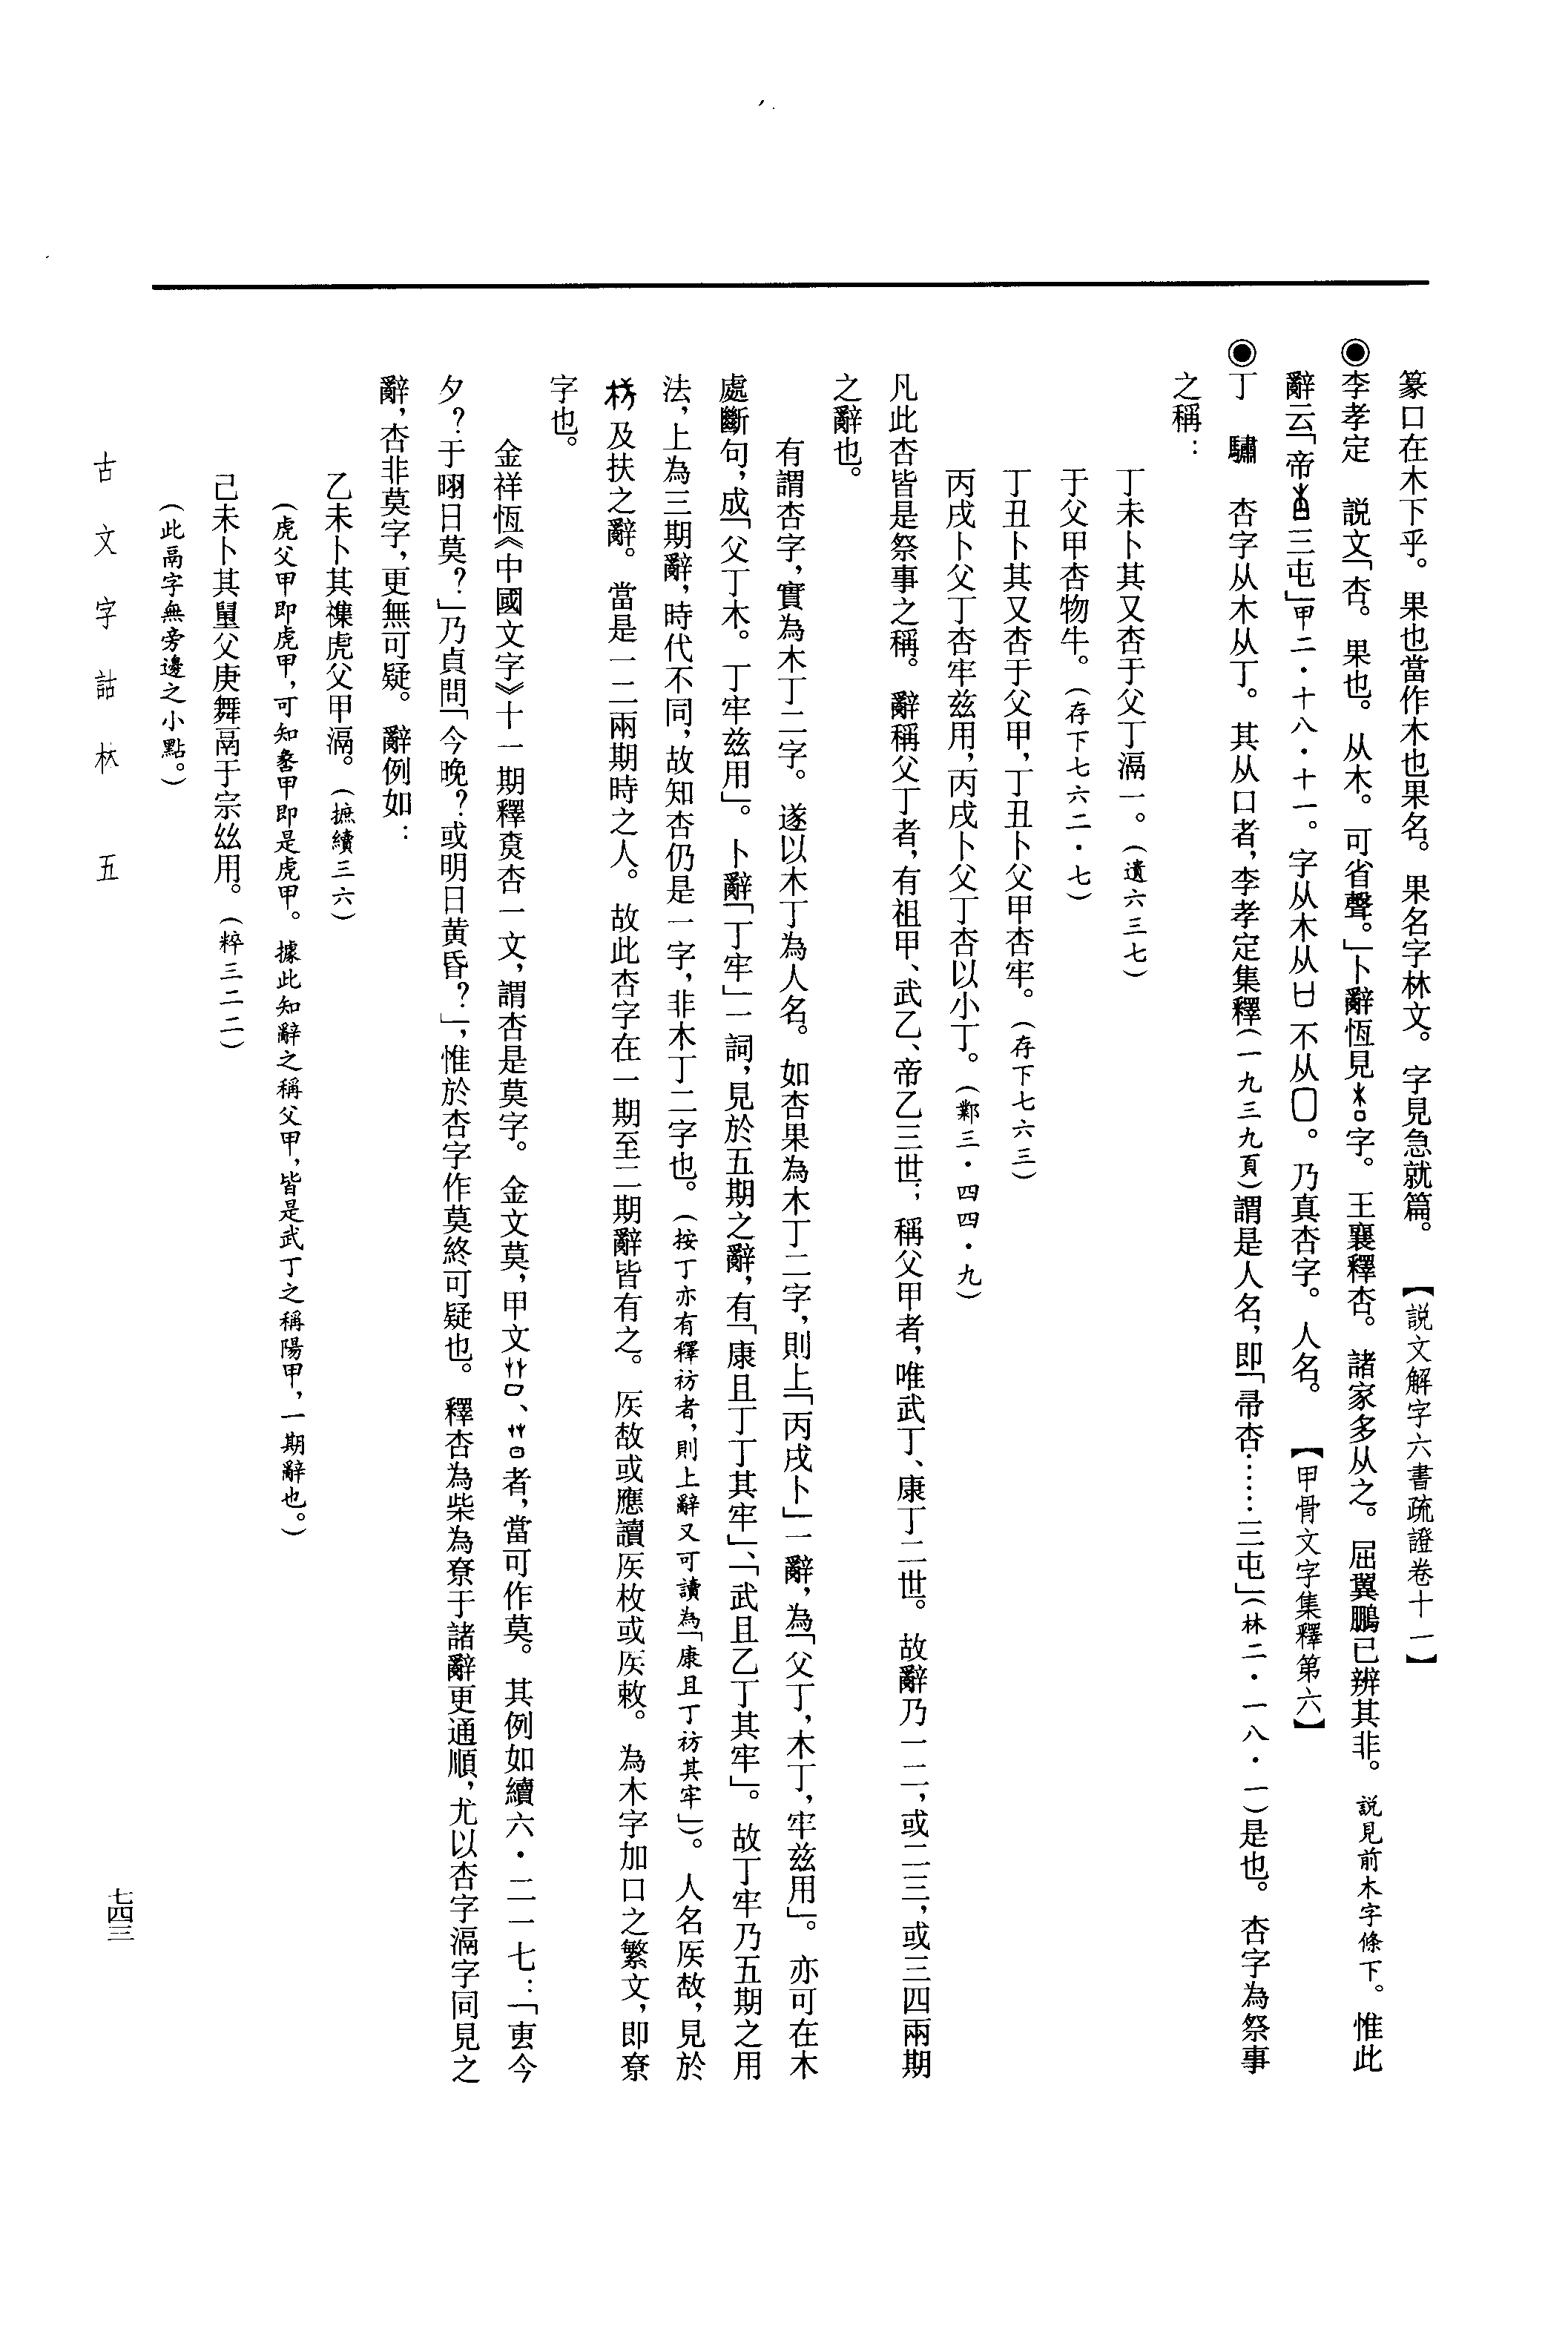 篆口在木下乎。果也當作木也果名。果名字林文。字見急就篇。【説文解字六書疏證卷十一】
◉李孝定　説文「杏。果也。从木。可省聲。」卜辭恆見字。王襄釋杏。諸家多从之。屈翼鵬已辨其非。説見前木字條下。惟此
辭云「帝三屯」甲二·十八·十一。字从木从不从。乃真杏字。人名。【甲骨文字集釋第六】
◉丁　驌　杏字从木从丁。其从口者，李孝定集釋（一九三九頁）謂是人名，即「帚杏……三屯」（林二·一八·一）是也。杏字為祭事
之稱：
丁未卜其又杏于父丁滆一。（遺六三七）
于父甲杏物牛。（存下七六二·七）
丁丑卜其又杏于父甲，丁丑卜父甲杏牢。（存下七六三）
丙戌卜父丁杏牢兹用，丙戌卜父丁杏以小丁。（鄴三·四四·九）
凡此杏皆是祭事之稱。辭稱父丁者，有祖甲、武乙、帝乙三世；稱父甲者，唯武丁、康丁二世。故辭乃一二，或二三，或三四兩期
之辭也。
有謂杏字，實為木丁二字。遂以木丁為人名。如杏果為木丁二字，則上「丙戌卜」一辭，為「父丁，木丁，牢兹用」。亦可在木
處斷句，成「父丁木。丁牢兹用」。卜辭「丁牢」一詞，見於五期之辭，有「康且丁丁其牢」、「武且乙丁其牢」。故丁牢乃五期之用
法，上為三期辭，時代不同，故知杏仍是一字，非木丁二字也。（按丁亦有釋祊者，則上辭又可讀為「康且丁祊其牢」）。人名㡿㪔，見於
及扶之辭。當是一二兩期時之人。故此杏字在一期至二期辭皆有之。或應讀枚或敕。為木字加口之繁文，即尞
字也。
金祥恆《中國文字》十一期釋杏一文，謂杏是莫字。金文莫，甲文、者，當可作莫。其例如續六·二一七：「叀今
夕？于翊日莫？」乃貞問「今晚？或明日黄昏？」，惟於杏字作莫終可疑也。釋杏為柴為尞于諸辭更通順，尤以杏字滆字同見之
辭，杏非莫字，更無可疑。辭例如：
乙未卜其禩虎父甲滆。（摭續三六）
（虎父甲即虎甲，可知甲即是虎甲。據此知辭之稱父甲，皆是武丁之稱陽甲，一期辭也。）
己未卜其父庚舞鬲于宗兹用。（粹三二二）
（此鬲字無旁邊之小點。）
古文字詁林　五
七四三